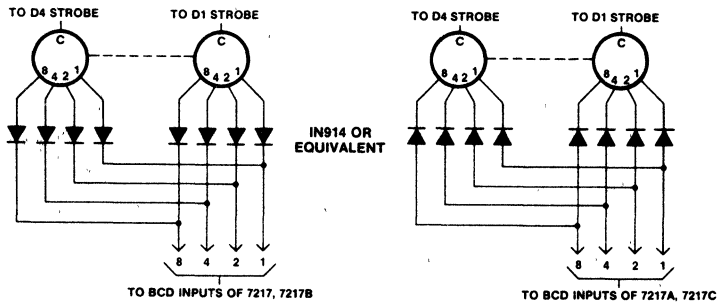 TO D4 STROBE TO D1 STROBE TO D4 STROBE TO D1 STROBE
C C C C
8 4 2 1 8 4 2 1 8 4 2 1 8 4 2 1
IN914 OR
EQUIVALENT
8 4 2 1 8 4 2 1
TO BCD INPUTS OF 7217, 7217B TO BCD INPUTS OF 7217A, 7217C